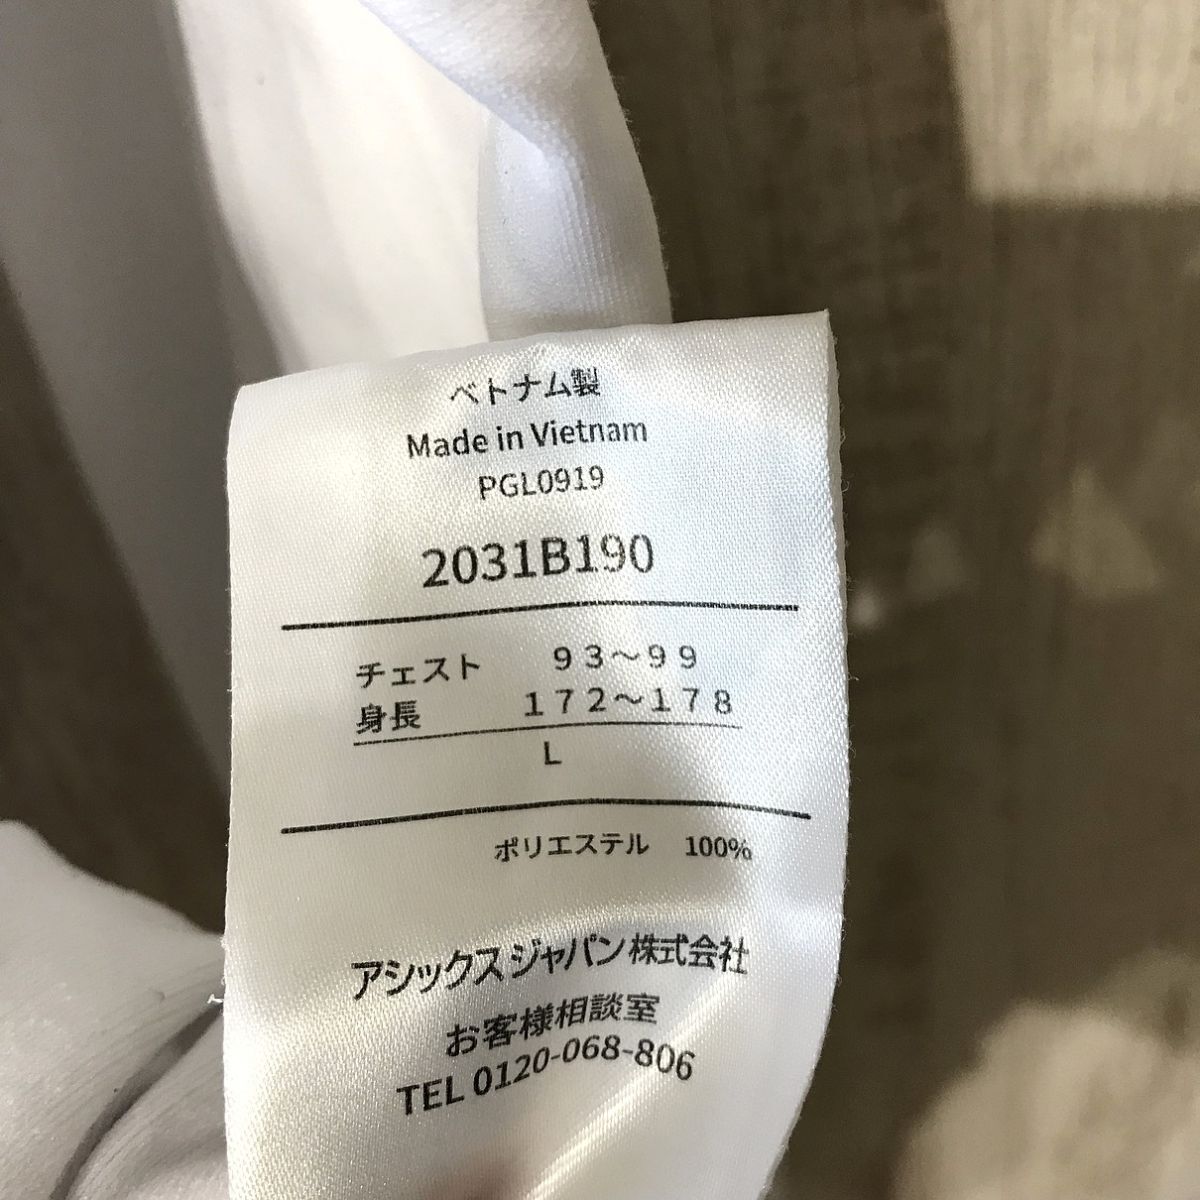 ベトナム製
Made in Vietnam
PGL0919
2031B190
チェスト ９３～９９
身長 １７２～１７８
L
ポリエステル 100%
アシックスジャパン株式会社
お客様相談室
TEL 0120-068-806